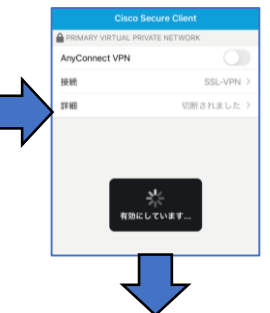 Cisco Secure Client
PRIMARY VIRTUAL PRIVATE NETWORK
AnyConnect VPN
接続 SSL-VPN >
詳細 切断されました >
有効にしています...